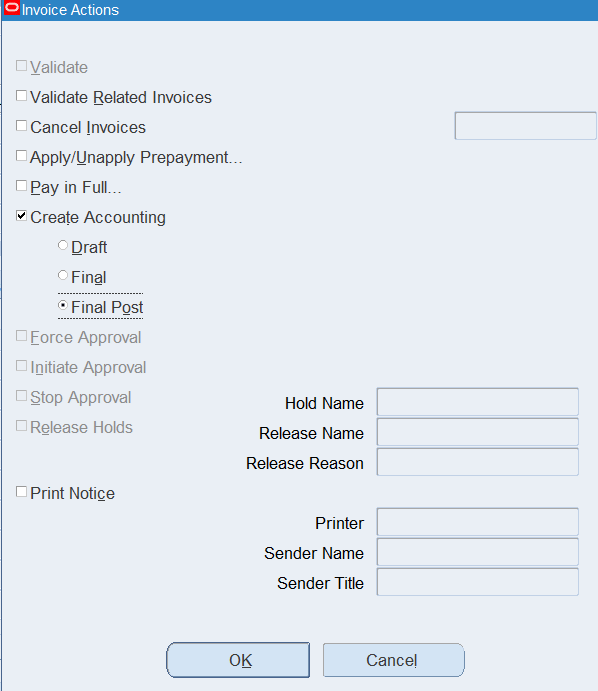 Invoice Actions
Validate
Validate Related Invoices
Cancel Invoices
Apply/Unapply Prepayment...
Pay in Full...
Create Accounting
Draft
Final
Final Post
Force Approval
Initiate Approval
Stop Approval
Hold Name
Release Holds
Release Name
Release Reason
Print Notice
Printer
Sender Name
Sender Title
OK Cancel